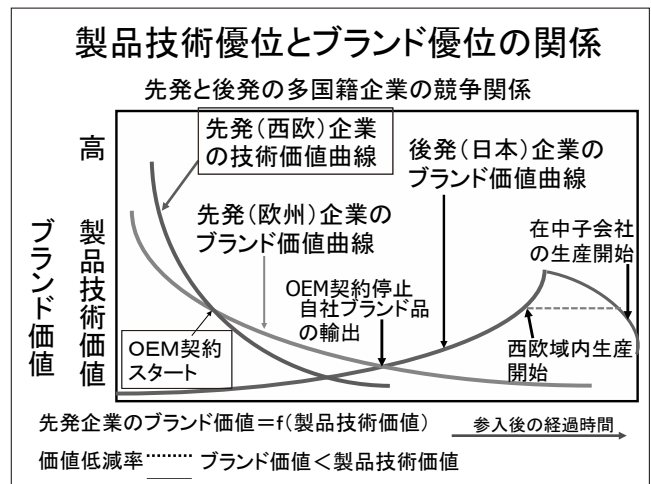 製品技術優位とブランド優位の関係
先発と後発の多国籍企業の競争関係
高
製品技術価値
ブランド価値
先発（西欧）企業
の技術価値曲線
後発（日本）企業の
ブランド価値曲線
先発（欧州）企業の
ブランド価値曲線
在中子会社
の生産開始
OEM契約停止
自社ブランド品
の輸出
OEM契約
スタート
西欧域内生産
開始
先発企業のブランド価値＝f（製品技術価値）
参入後の経過時間
価値低減率 ブランド価値＜製品技術価値